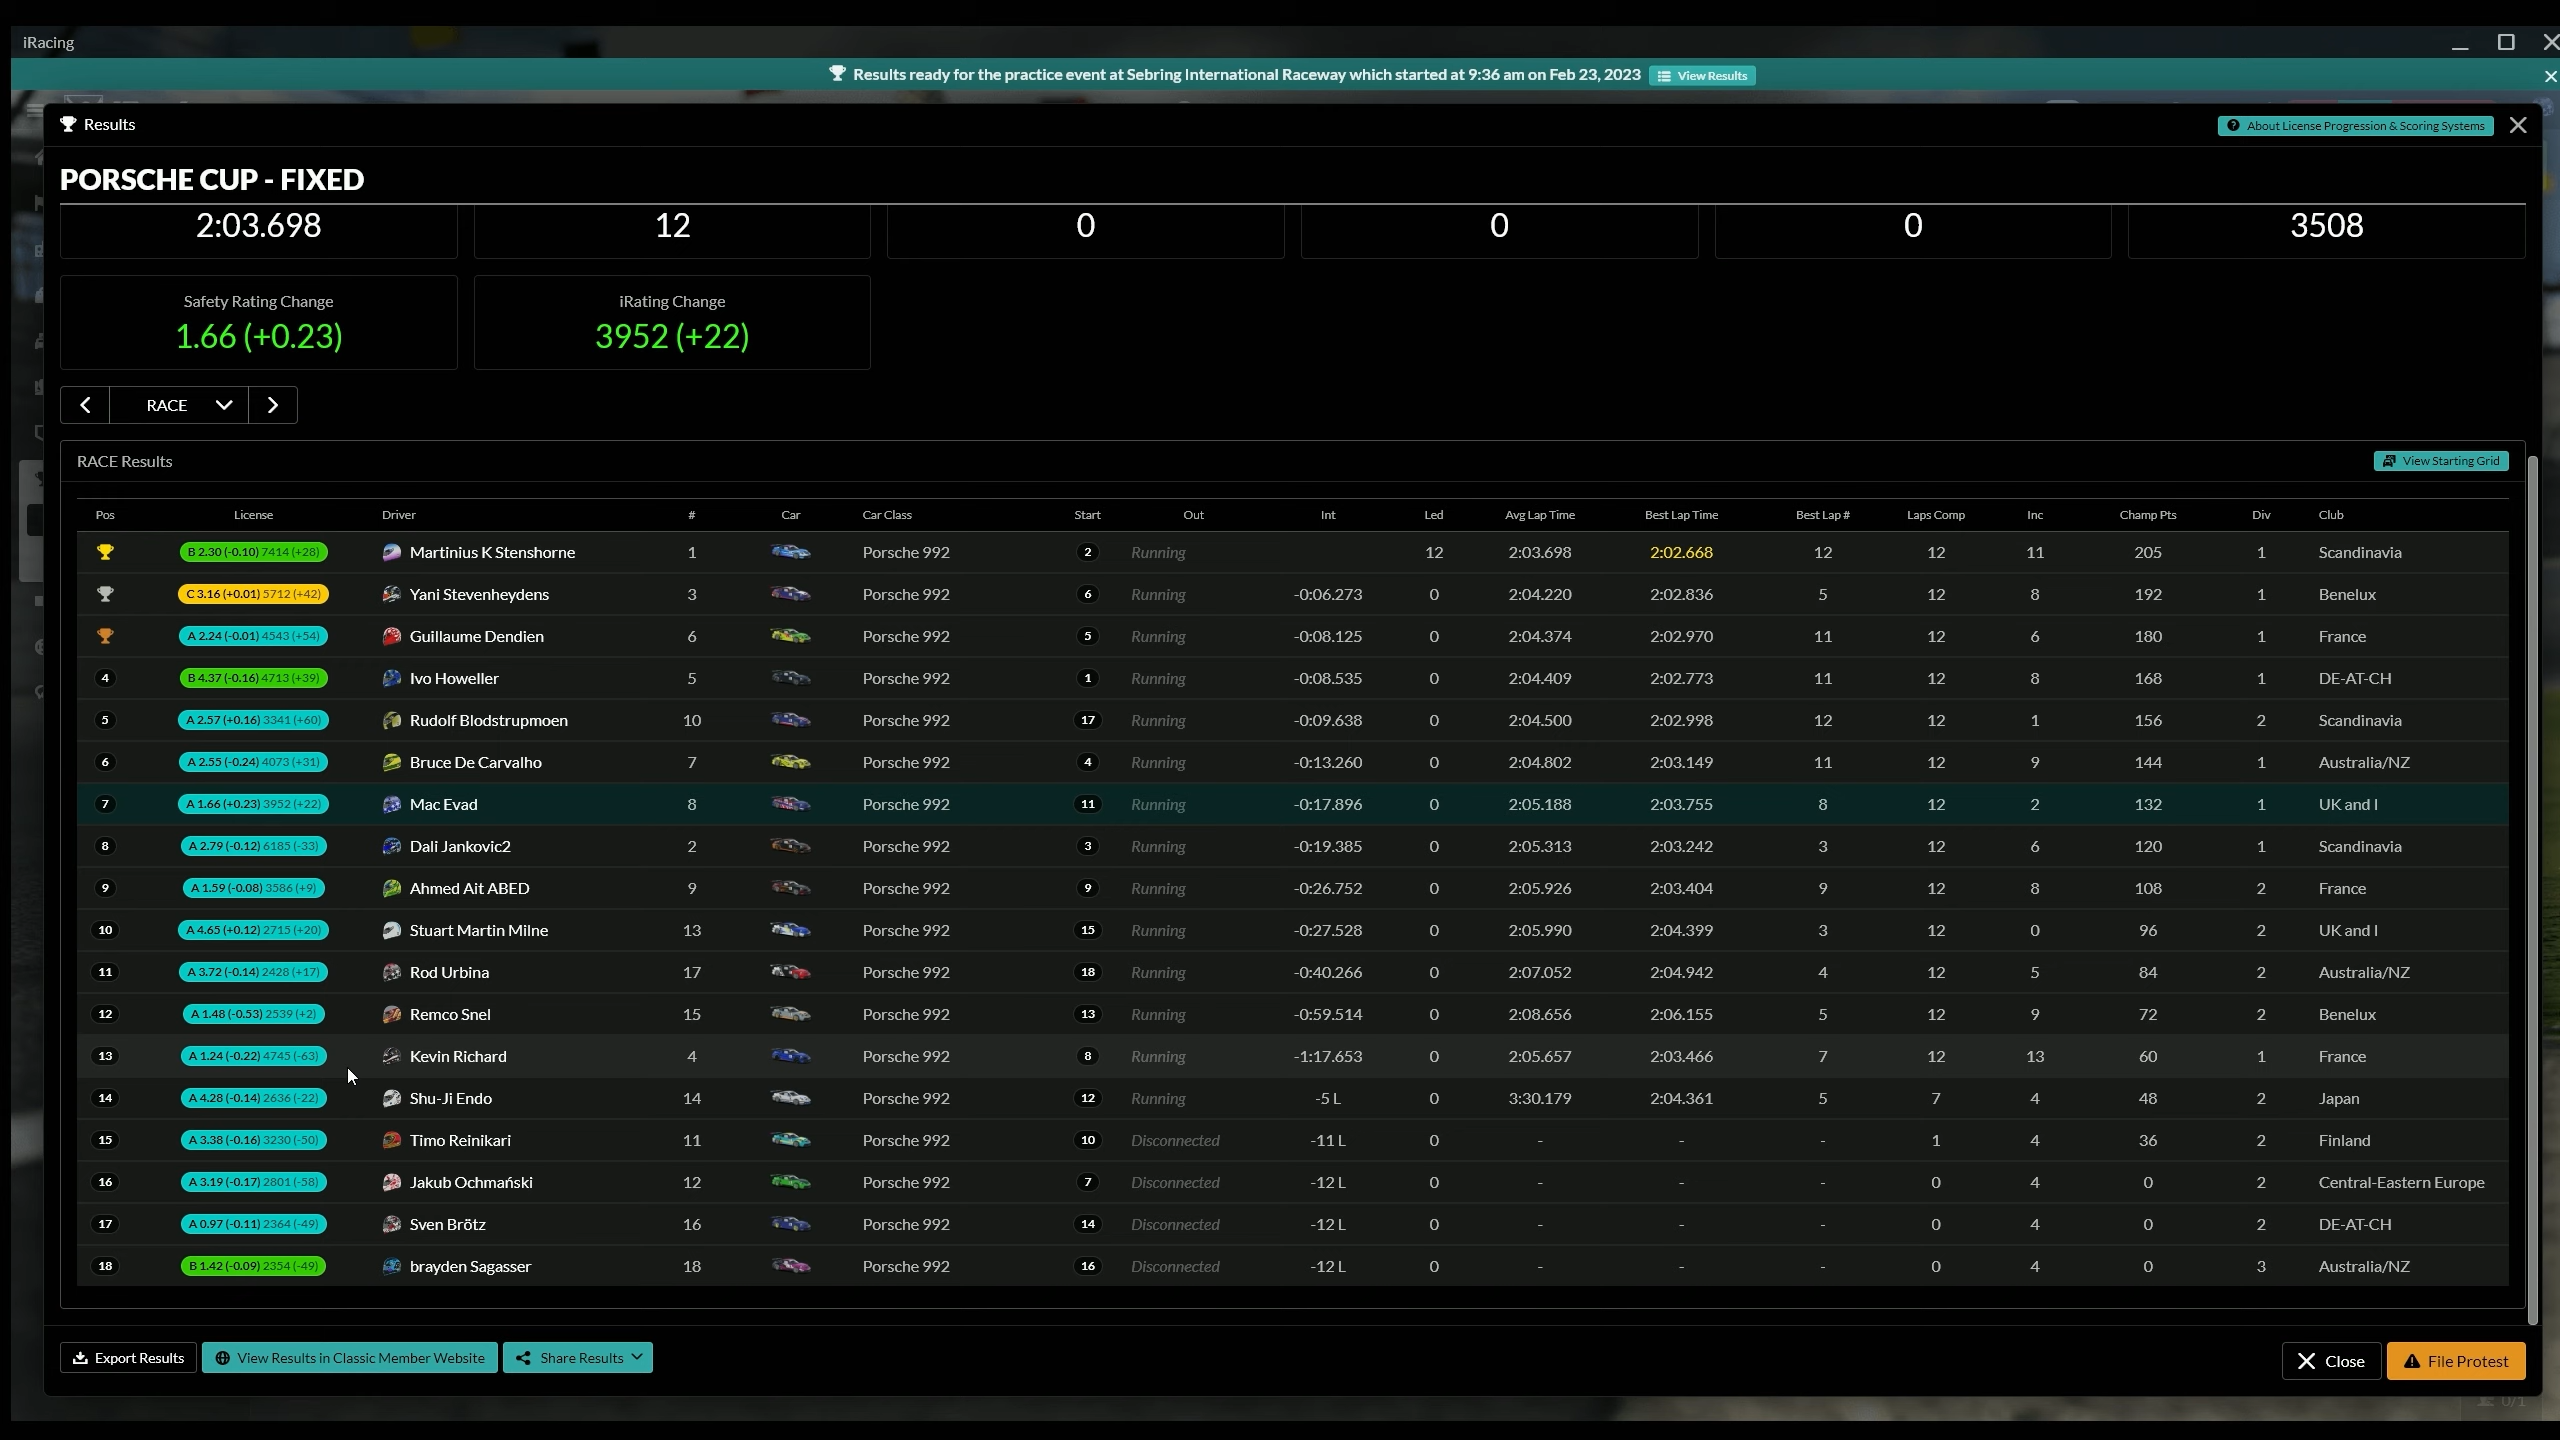 iRacing
Results ready for the practice event at Sebring International Raceway which started at 9:36 am on Feb 23, 2023 View Results
Results About License Progression & Scoring Systems
PORSCHE CUP - FIXED
2:03.698 12 0 0 0 3508
Safety Rating Change iRating Change
1.66 (+0.23) 3952 (+22)
RACE
RACE Results View Starting Grid
Pos License Driver # Car Car Class Start Out Int Led Avg Lap Time Best Lap Time Best Lap # Laps Comp Inc Champ Pts Div Club
B 2.30 (-0.10) 7414 (+28) Martinius K Stenshorne 1 Porsche 992 2 Running 12 2:03.698 2:02.668 12 12 11 205 1 Scandinavia
C 3.16 (+0.01) 5712 (+42) Yani Stevenheydens 3 Porsche 992 6 Running -0:06.273 0 2:04.220 2:02.836 5 12 8 192 1 Benelux
A 2.24 (-0.01) 4543 (+54) Guillaume Dendien 6 Porsche 992 5 Running -0:08.125 0 2:04.374 2:02.970 11 12 6 180 1 France
4 B 4.37 (-0.16) 4713 (+39) Ivo Howeller 5 Porsche 992 1 Running -0:08.535 0 2:04.409 2:02.773 11 12 8 168 1 DE-AT-CH
5 A 2.57 (+0.16) 3341 (+60) Rudolf Blodstrupmoen 10 Porsche 992 17 Running -0:09.638 0 2:04.500 2:02.998 12 12 1 156 2 Scandinavia
6 A 2.55 (-0.24) 4073 (+31) Bruce De Carvalho 7 Porsche 992 4 Running -0:13.260 0 2:04.802 2:03.149 11 12 9 144 1 Australia/NZ
7 A 1.66 (+0.23) 3952 (+22) Mac Evad 8 Porsche 992 11 Running -0:17.896 0 2:05.188 2:03.755 8 12 2 132 1 UK and I
8 A 2.79 (-0.12) 6185 (-33) Dali Jankovic2 2 Porsche 992 3 Running -0:19.385 0 2:05.313 2:03.242 3 12 6 120 1 Scandinavia
9 A 1.59 (-0.08) 3586 (+9) Ahmed Ait ABED 9 Porsche 992 9 Running -0:26.752 0 2:05.926 2:03.404 9 12 8 108 2 France
10 A 4.65 (+0.12) 2715 (+20) Stuart Martin Milne 13 Porsche 992 15 Running -0:27.528 0 2:05.990 2:04.399 3 12 0 96 2 UK and I
11 A 3.72 (-0.14) 2428 (+17) Rod Urbina 17 Porsche 992 18 Running -0:40.266 0 2:07.052 2:04.942 4 12 5 84 2 Australia/NZ
12 A 1.48 (-0.53) 2539 (+2) Remco Snel 15 Porsche 992 13 Running -0:59.514 0 2:08.656 2:06.155 5 12 9 72 2 Benelux
13 A 1.24 (-0.22) 4745 (-63) Kevin Richard 4 Porsche 992 8 Running -1:17.653 0 2:05.657 2:03.466 7 12 13 60 1 France
14 A 4.28 (-0.14) 2636 (-22) Shu-Ji Endo 14 Porsche 992 12 Running -5 L 0 3:30.179 2:04.361 5 7 4 48 2 Japan
15 A 3.38 (-0.16) 3230 (-50) Timo Reinikari 11 Porsche 992 10 Disconnected -11 L 0 - - - 1 4 36 2 Finland
16 A 3.19 (-0.17) 2801 (-58) Jakub Ochmański 12 Porsche 992 7 Disconnected -12 L 0 - - - 0 4 0 2 Central-Eastern Europe
17 A 0.97 (-0.11) 2364 (-49) Sven Brötz 16 Porsche 992 14 Disconnected -12 L 0 - - - 0 4 0 2 DE-AT-CH
18 B 1.42 (-0.09) 2354 (-49) brayden Sagasser 18 Porsche 992 16 Disconnected -12 L 0 - - - 0 4 0 3 Australia/NZ
Export Results View Results in Classic Member Website Share Results Close File Protest
0/1